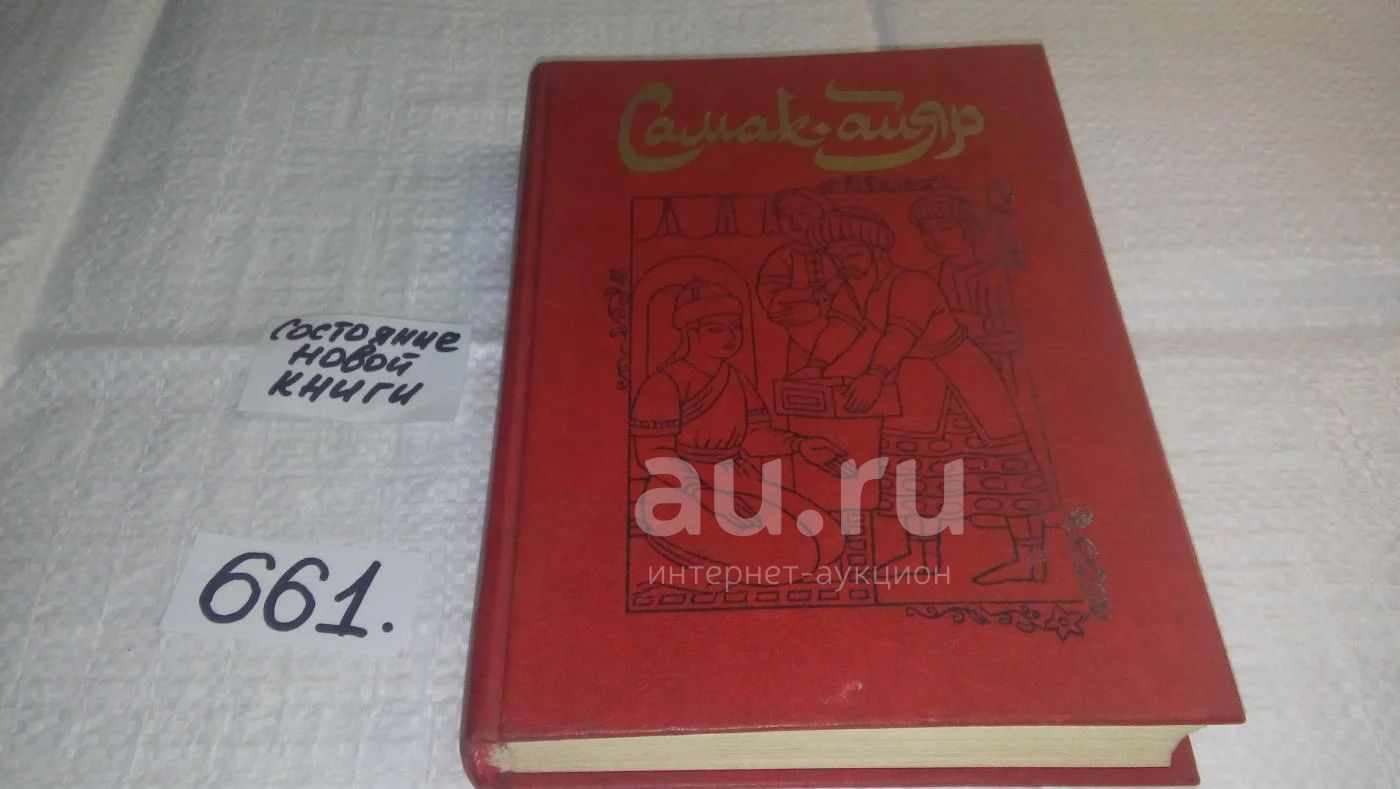 Самак-айяр
состояние
новой
книги
661.
au.ru
интернет-аукцион